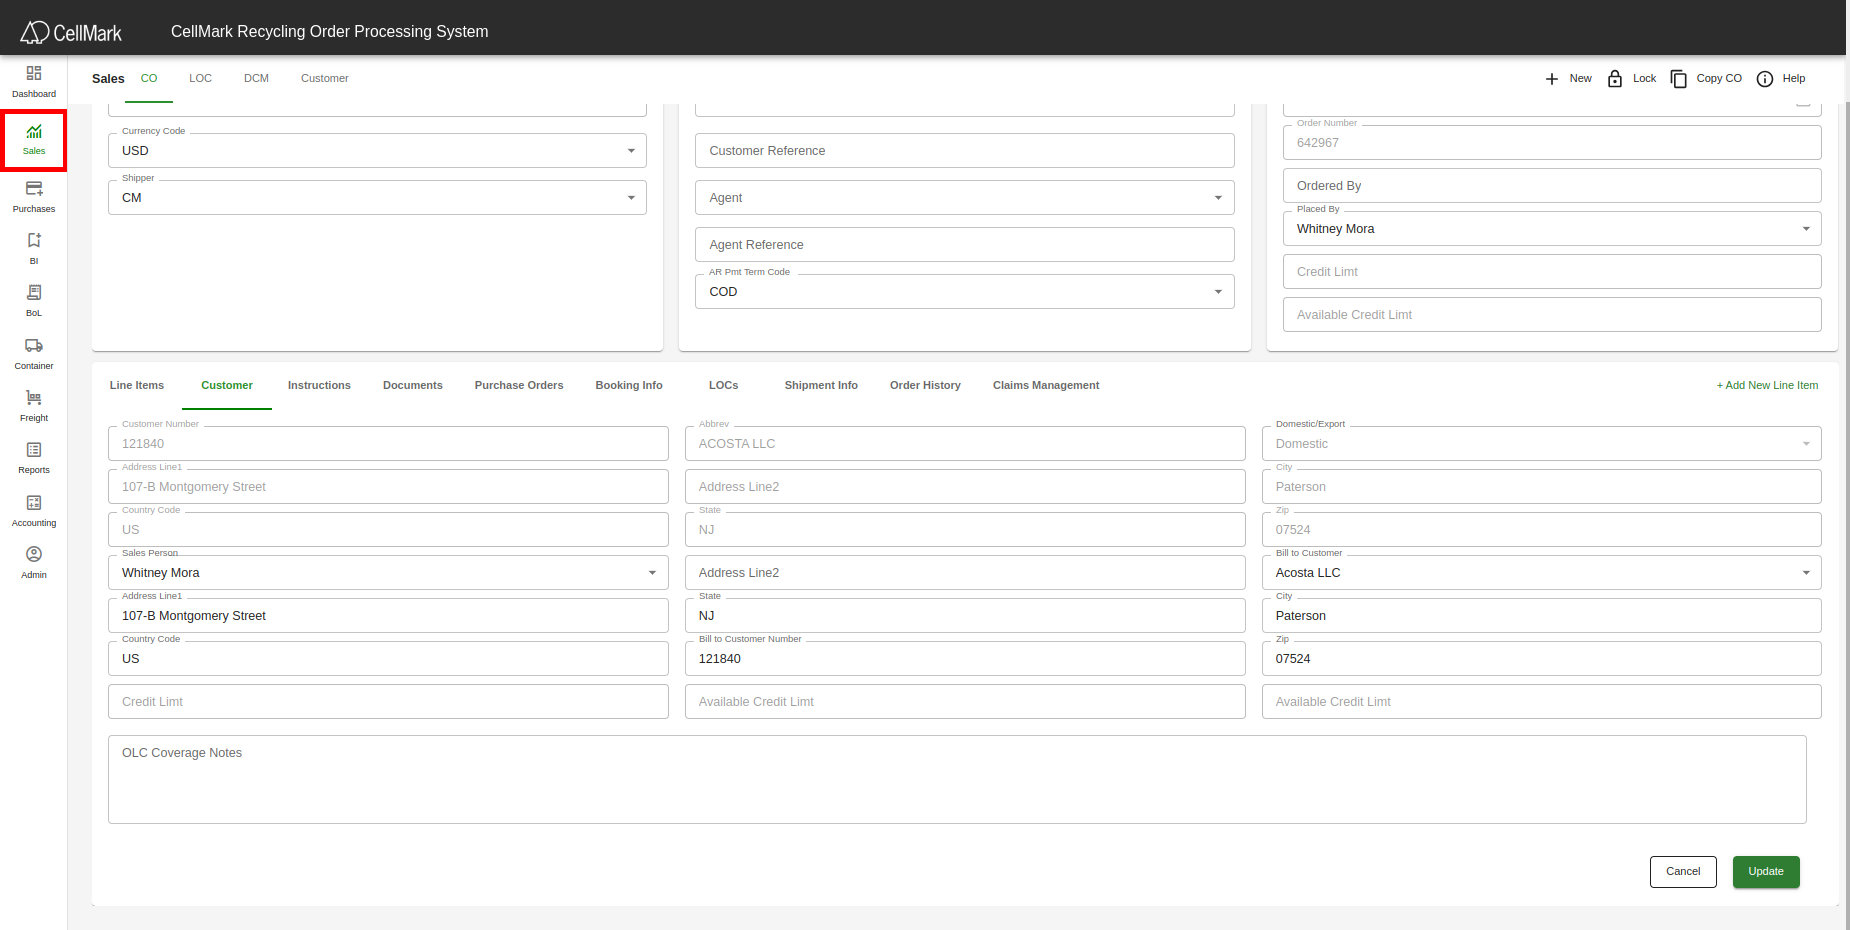 CellMark
CellMark Recycling Order Processing System
Dashboard
Sales
Purchases
BI
BoL
Container
Freight
Reports
Accounting
Admin
Sales CO LOC DCM Customer
New Lock Copy CO Help
Currency Code
USD
Shipper
CM
Customer Reference
Agent
Agent Reference
AR Pmt Term Code
COD
Order Number
642967
Ordered By
Placed By
Whitney Mora
Credit Limt
Available Credit Limt
Line Items Customer Instructions Documents Purchase Orders Booking Info LOCs Shipment Info Order History Claims Management + Add New Line Item
Customer Number Abbrev Domestic/Export
121840 ACOSTA LLC Domestic
Address Line1 City
107-B Montgomery Street Address Line2 Paterson
Country Code State Zip
US NJ 07524
Sales Person Bill to Customer
Whitney Mora Address Line2 Acosta LLC
Address Line1 State City
107-B Montgomery Street NJ Paterson
Country Code Bill to Customer Number Zip
US 121840 07524
Credit Limt Available Credit Limt Available Credit Limt
OLC Coverage Notes
Cancel Update